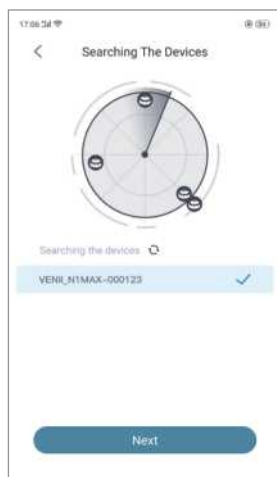 17:06
Searching The Devices
Searching the devices
VENII_N1MAX-000123
Next